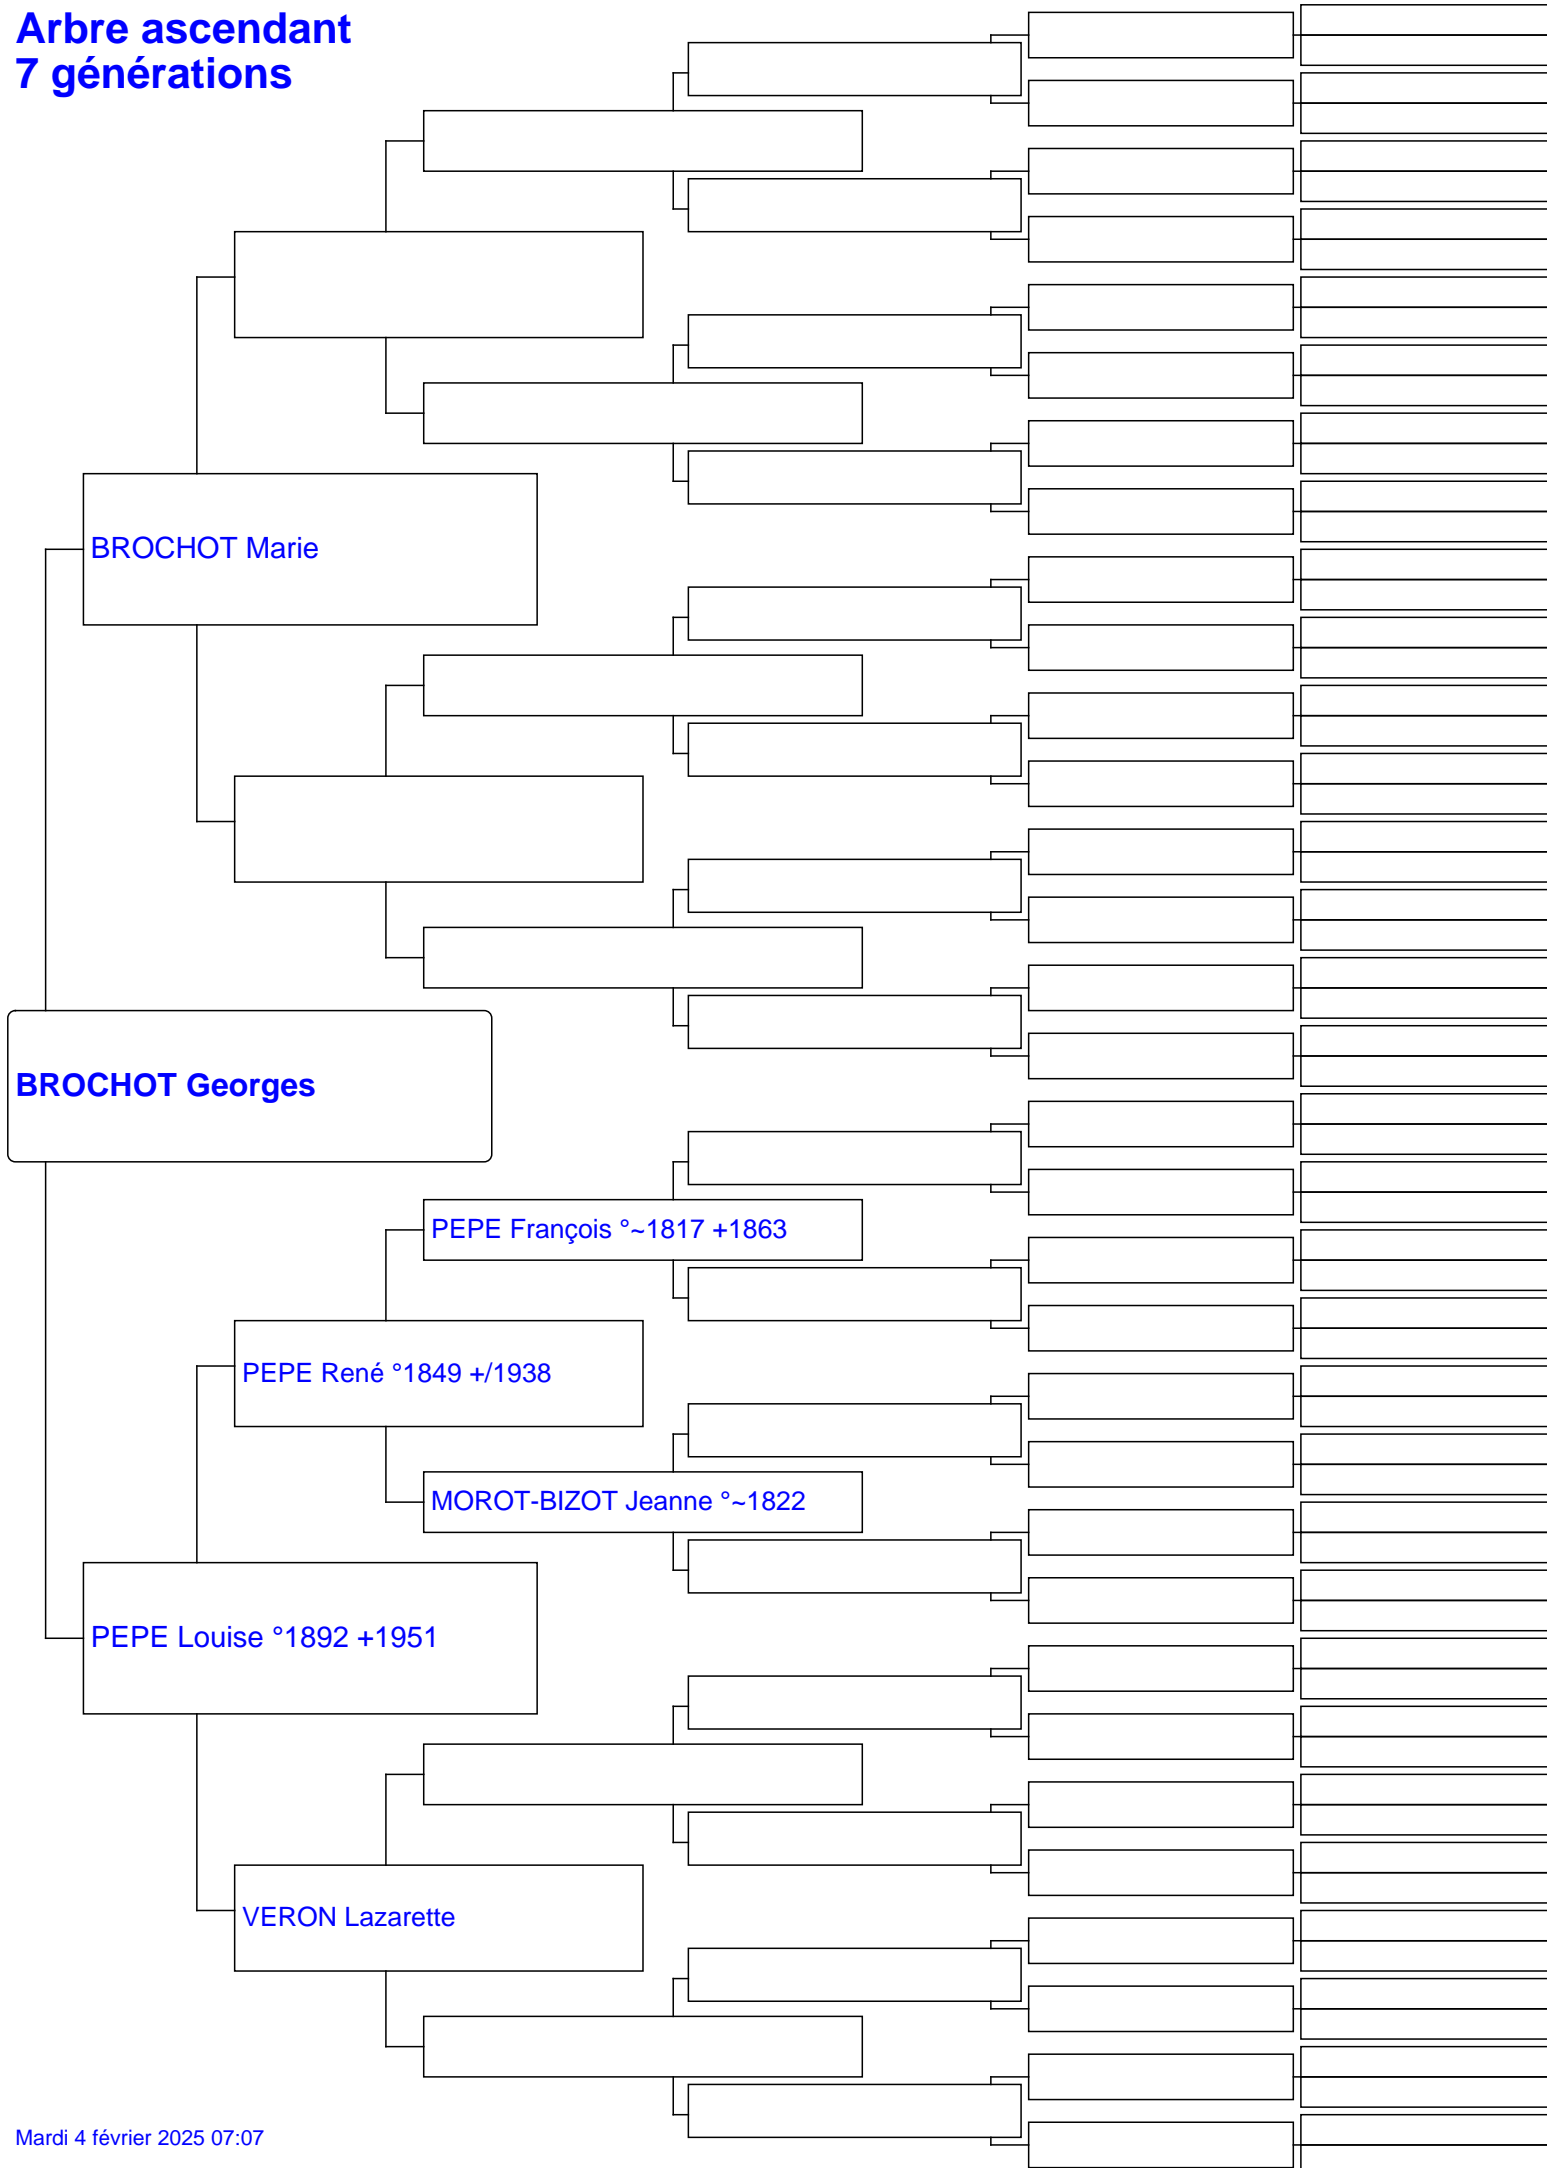 Arbre ascendant
7 générations
BROCHOT Marie
BROCHOT Georges
PEPE François °~1817 +1863
PEPE René °1849 +/1938
MOROT-BIZOT Jeanne °~1822
PEPE Louise °1892 +1951
VERON Lazarette
Mardi 4 février 2025 07:07